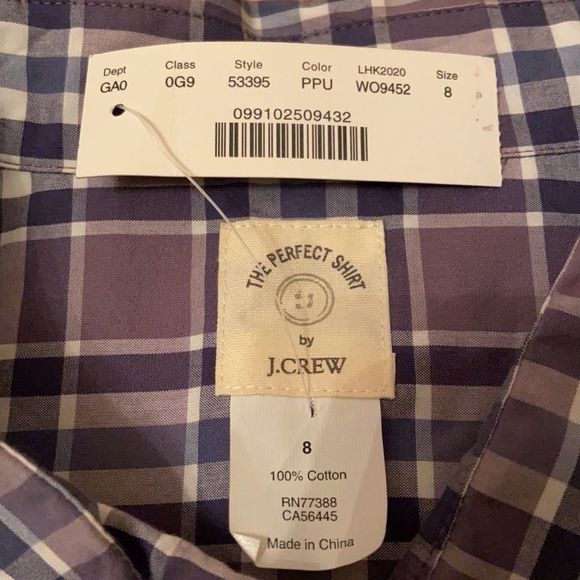 Dept Class Style Color LHK2020 Size
GA0 0G9 53395 PPU WO9452 8
099102509432
THE PERFECT SHIRT
by
J.CREW
8
100% Cotton
RN77388
CA56445
Made in China